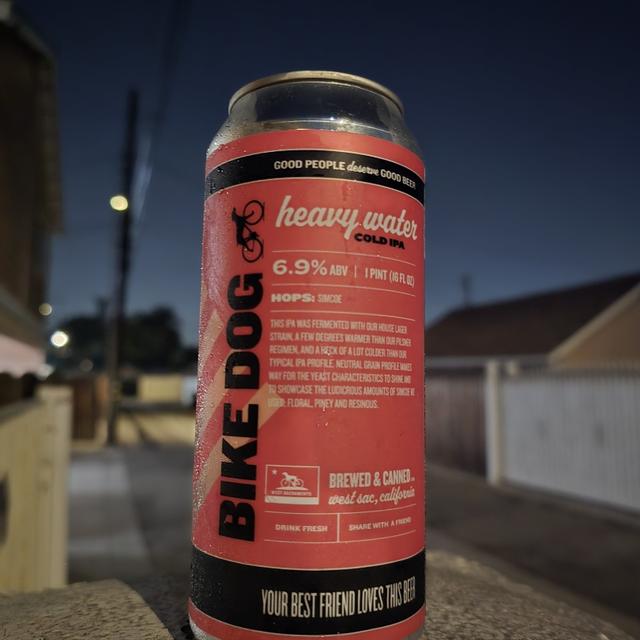 GOOD PEOPLE deserve GOOD BEER
heavy water
COLD IPA
6.9% ABV | 1 PINT (16 FL OZ)
HOPS: SIMCOE
THIS IPA WAS FERMENTED WITH OUR HOUSE LAGER
STRAIN, A FEW DEGREES WARMER THAN OUR PILSNER
REGIMEN, AND A HECK OF A LOT COLDER THAN OUR
TYPICAL IPA PROFILE. NEUTRAL GRAIN PROFILE MAKES
WAY FOR THE YEAST CHARACTERISTICS TO SHINE AND
TO SHOWCASE THE LUDICROUS AMOUNTS OF SIMCOE WE
USED; FLORAL, PINEY AND RESINOUS.
BIKE DOG
WEST SACRAMENTO
BREWED & CANNED
west sac, california
DRINK FRESH
SHARE WITH A FRIEND
YOUR BEST FRIEND LOVES THIS BEER